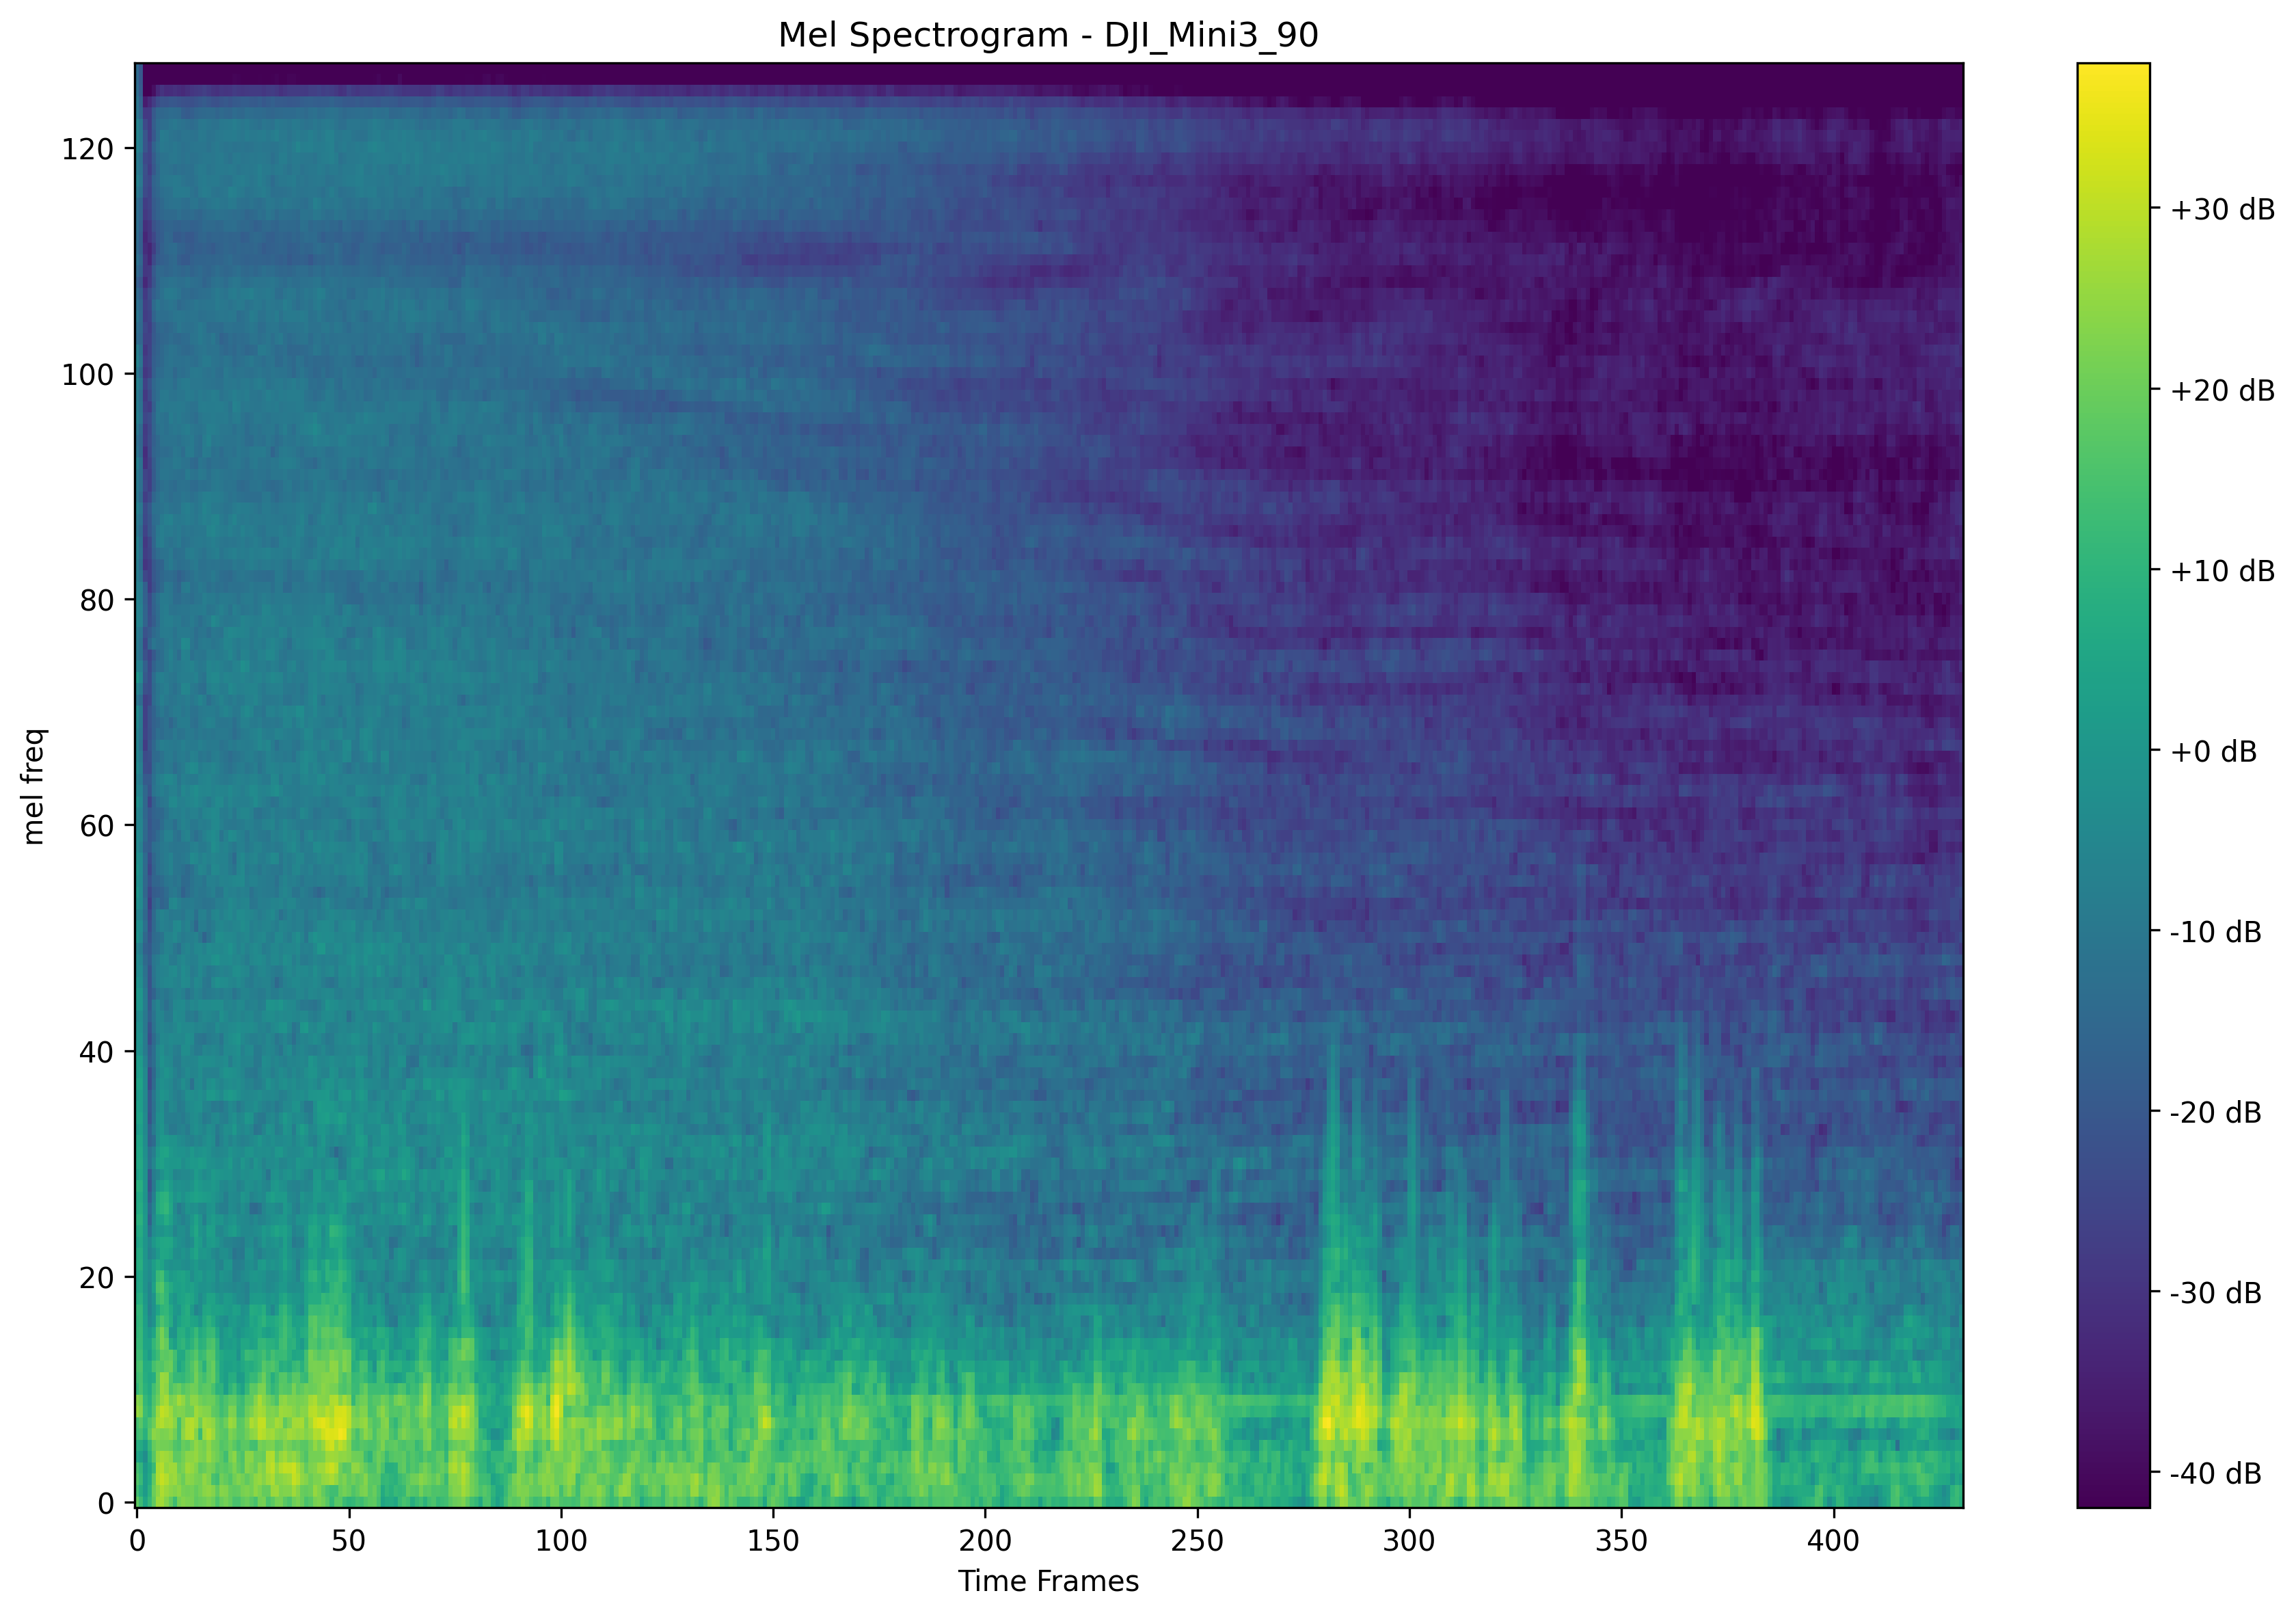 Mel Spectrogram - DJI_Mini3_90
mel freq
120
100
80
60
40
20
0
0 50 100 150 200 250 300 350 400
Time Frames
+30 dB
+20 dB
+10 dB
+0 dB
-10 dB
-20 dB
-30 dB
-40 dB